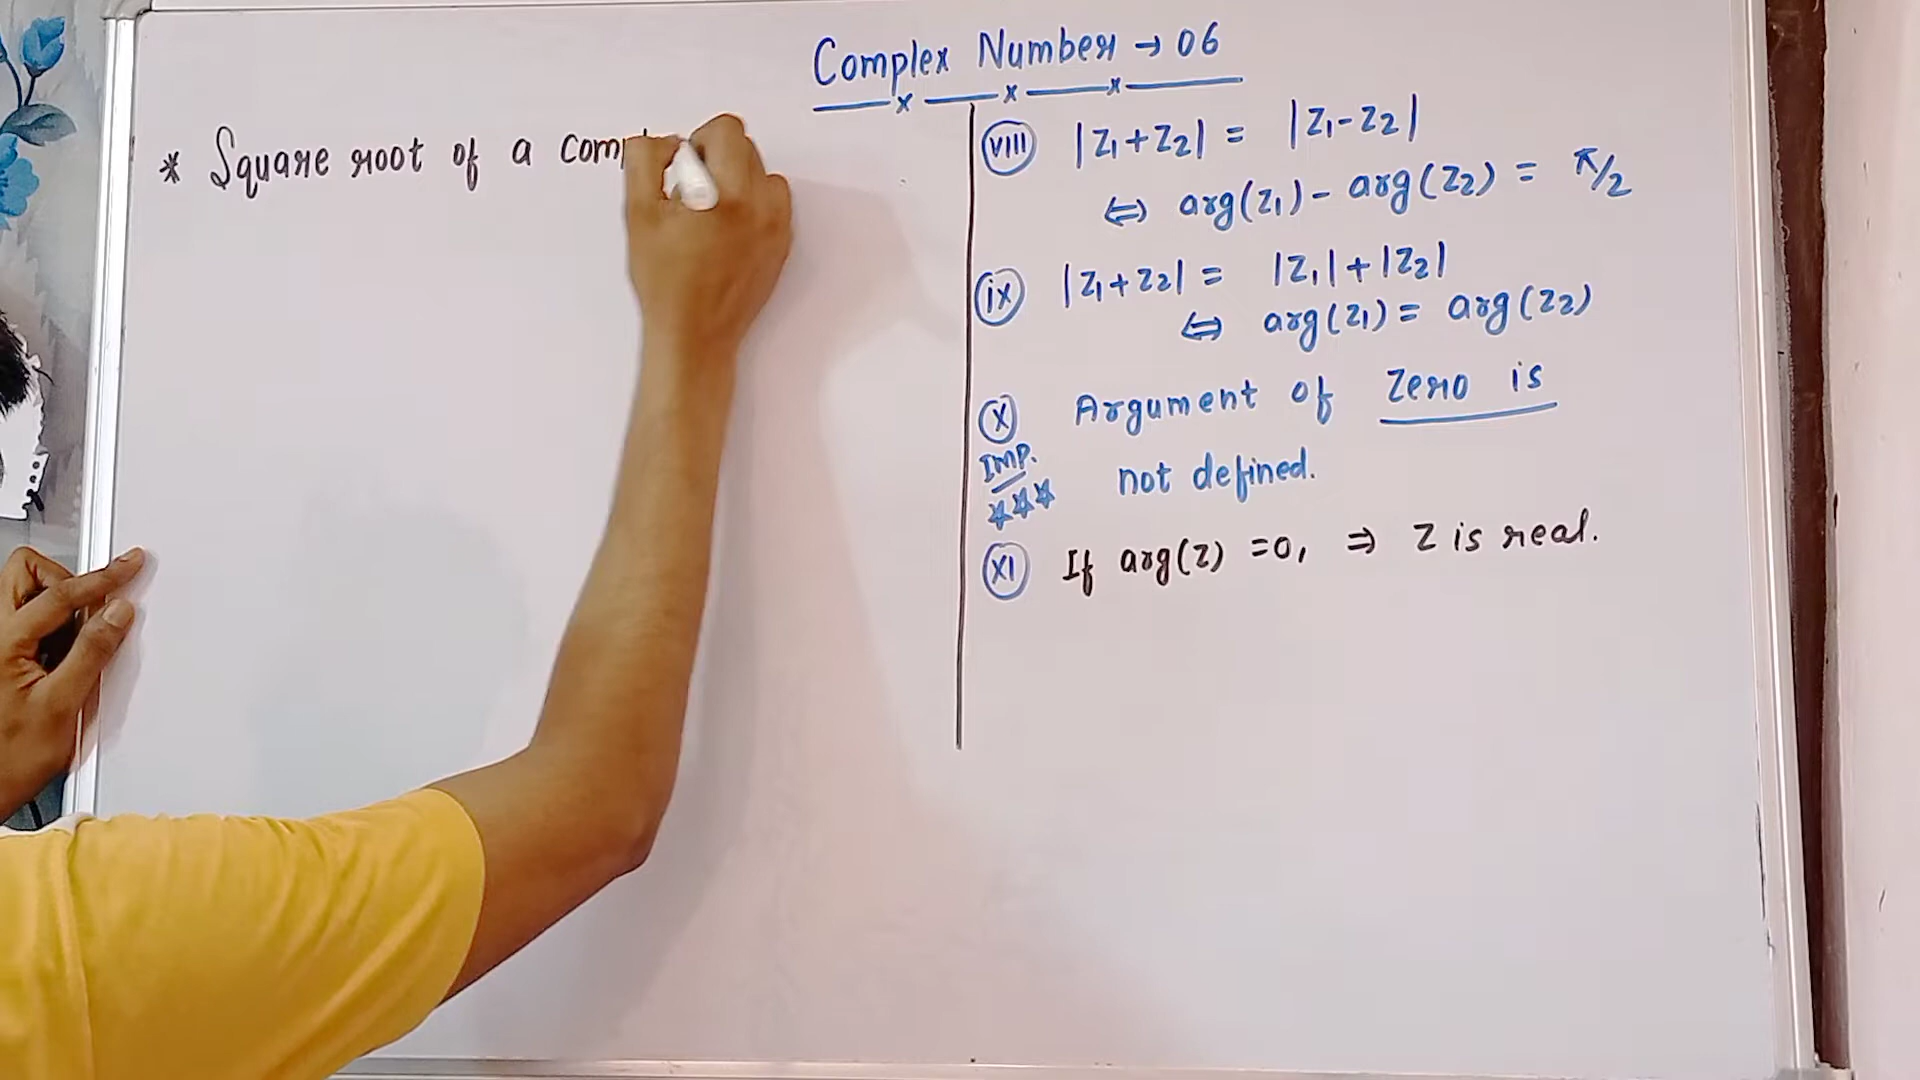 Complex Number → 06
* Square root of a comp
(viii) |z₁+z₂| = |z₁-z₂|
⇔ arg(z₁) - arg(z₂) = π/2
(ix) |z₁+z₂| = |z₁|+|z₂|
⇔ arg(z₁) = arg(z₂)
(x) Argument of zero is
IMP. not defined.
(xi) If arg(z) =0, ⇒ z is real.